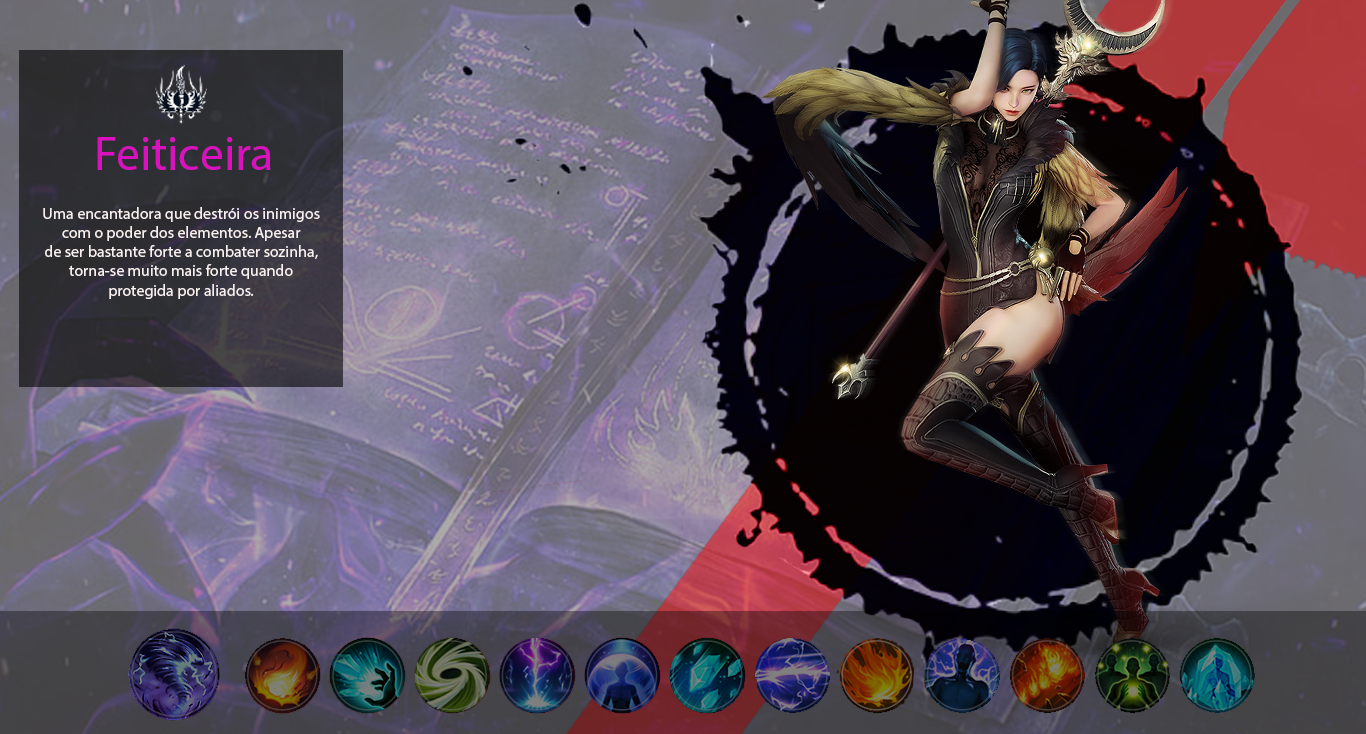 Feiticeira
Uma encantadora que destrói os inimigos
com o poder dos elementos. Apesar
de ser bastante forte a combater sozinha,
torna-se muito mais forte quando
protegida por aliados.